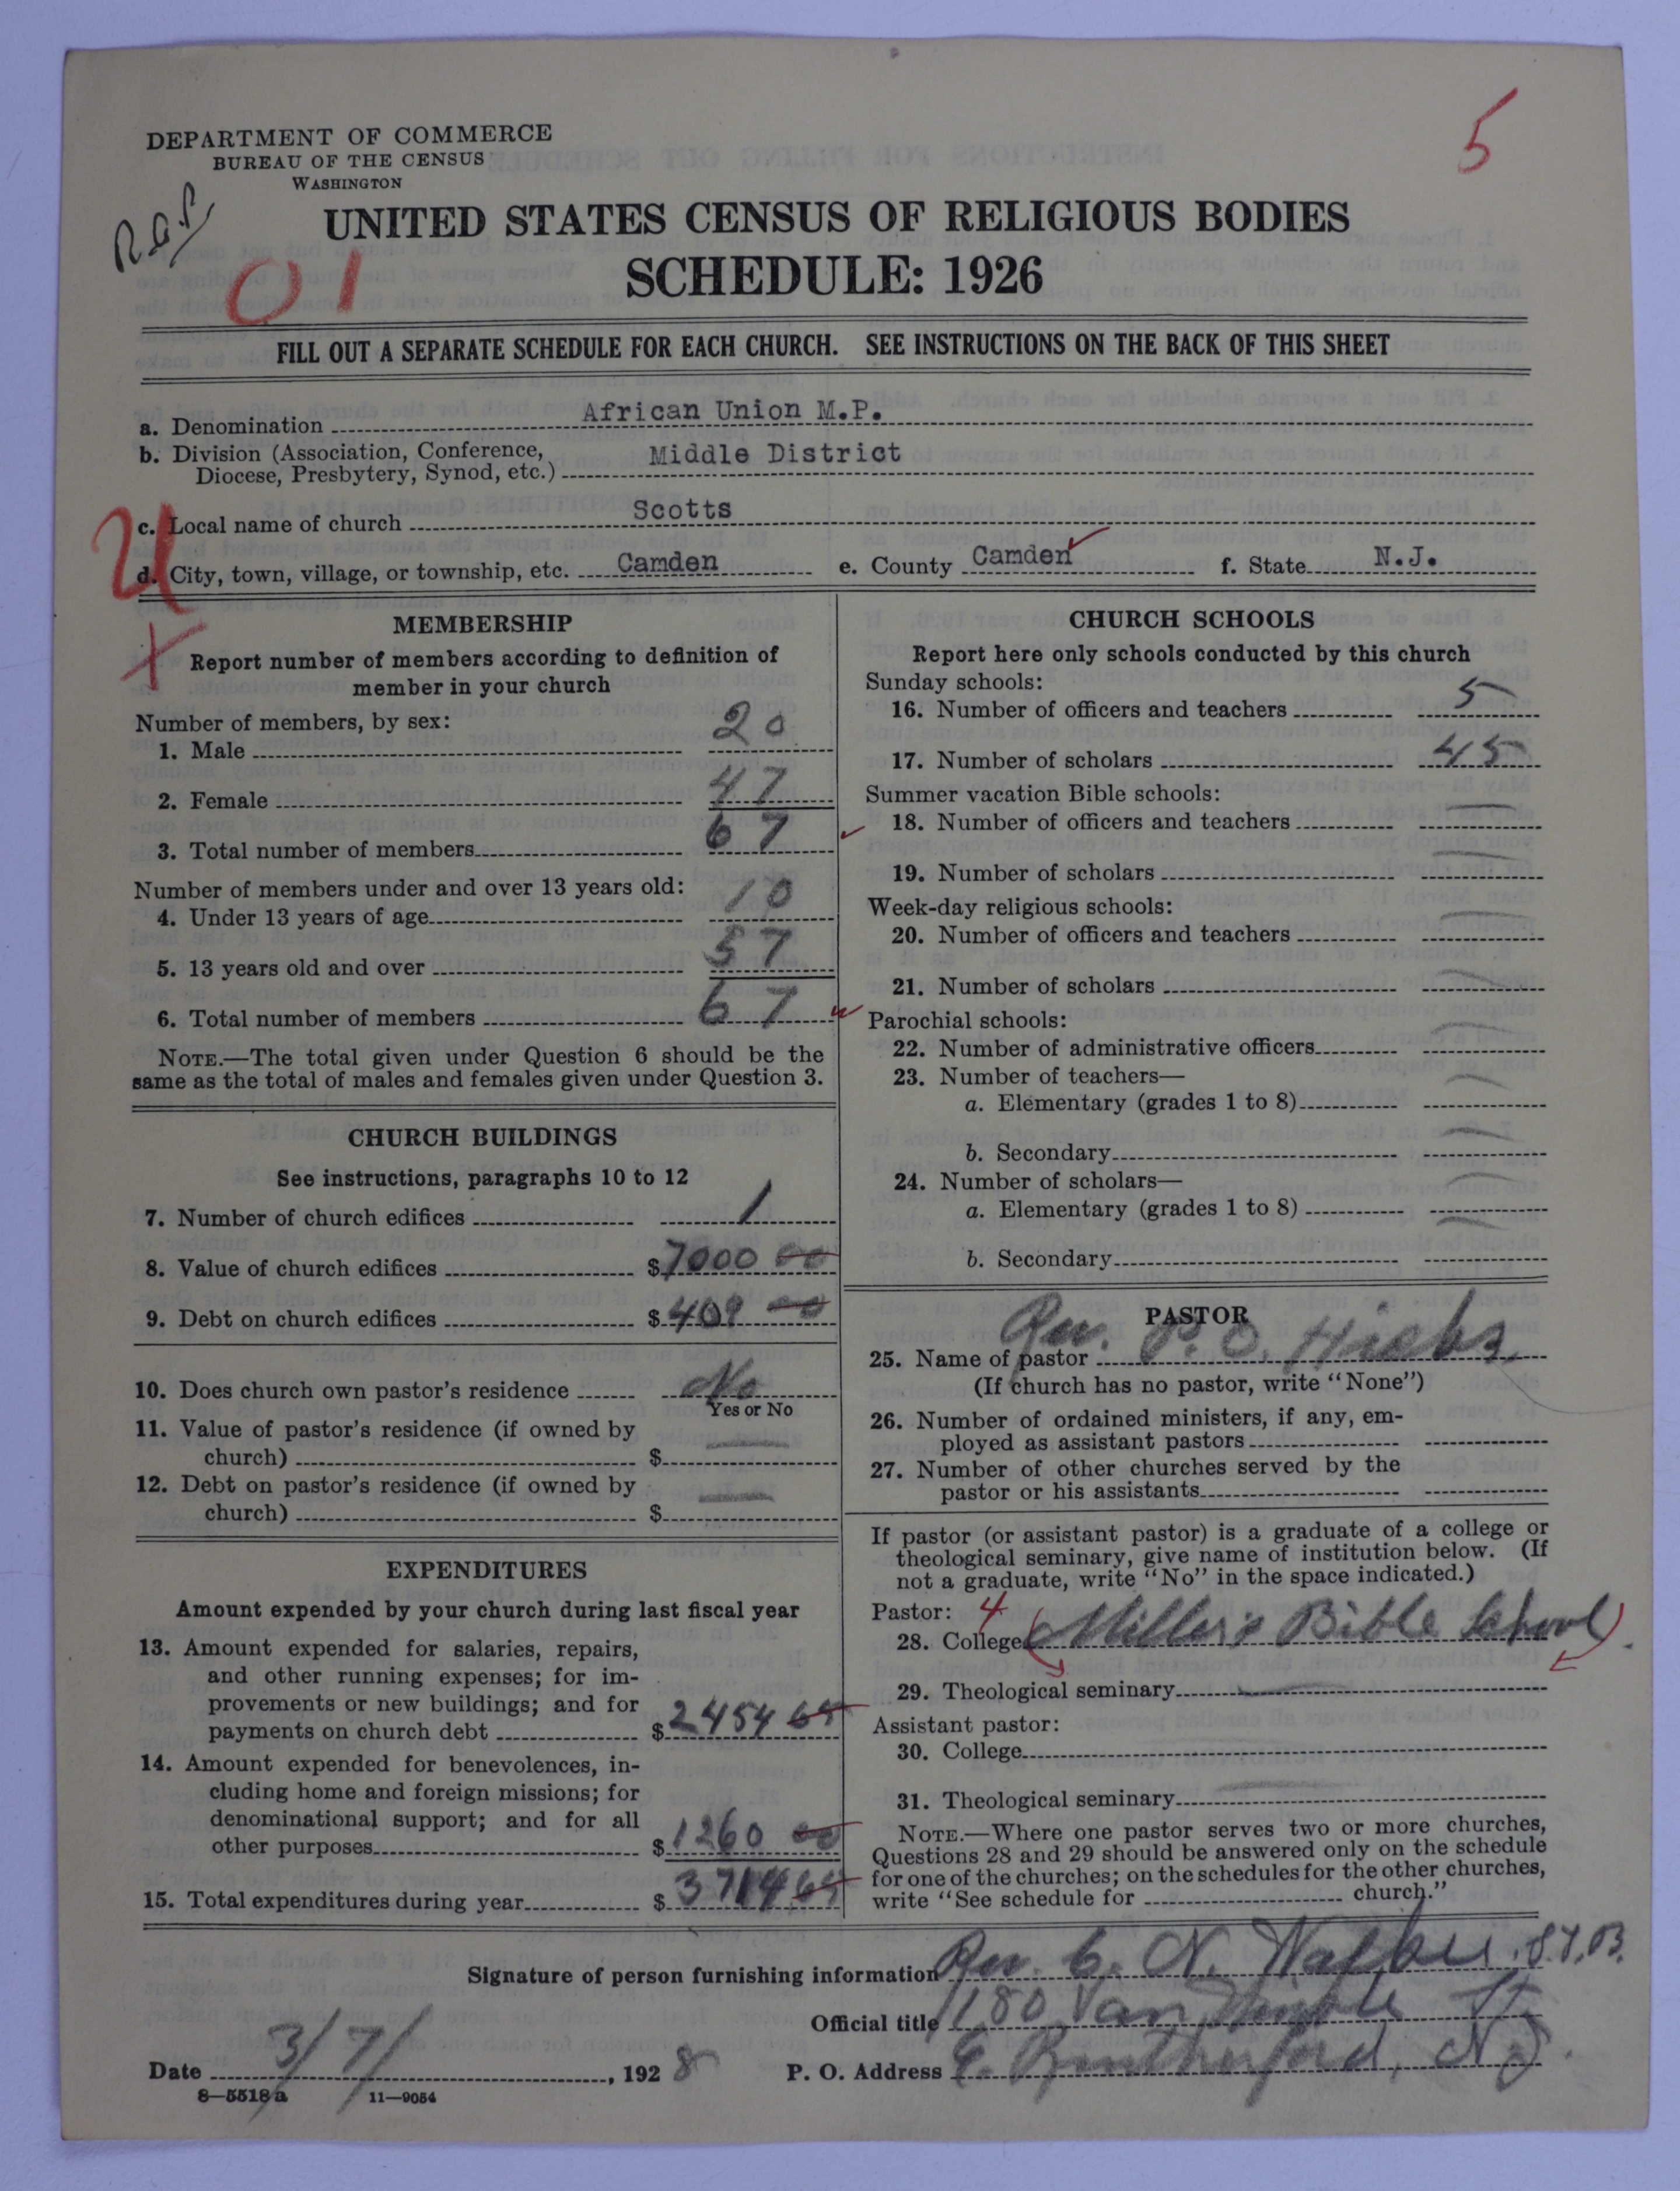 DEPARTMENT OF COMMERCE
BUREAU OF THE CENSUS
WASHINGTON
5
UNITED STATES CENSUS OF RELIGIOUS BODIES
01
SCHEDULE: 1926
FILL OUT A SEPARATE SCHEDULE FOR EACH CHURCH. SEE INSTRUCTIONS ON THE BACK OF THIS SHEET
a. Denomination African Union M.P.
b. Division (Association, Conference, Diocese, Presbytery, Synod, etc.) Middle District
c. Local name of church Scotts
d. City, town, village, or township, etc. Camden e. County Camden f. State N.J.
MEMBERSHIP
Report number of members according to definition of
member in your church
Number of members, by sex:
1. Male 20
2. Female 47
3. Total number of members 67
Number of members under and over 13 years old:
4. Under 13 years of age 10
5. 13 years old and over 57
6. Total number of members 67
NOTE.—The total given under Question 6 should be the
same as the total of males and females given under Question 3.
CHURCH BUILDINGS
See instructions, paragraphs 10 to 12
7. Number of church edifices 1
8. Value of church edifices $7000 00
9. Debt on church edifices $409 00
10. Does church own pastor's residence No
Yes or No
11. Value of pastor's residence (if owned by
church) $
12. Debt on pastor's residence (if owned by
church) $
EXPENDITURES
Amount expended by your church during last fiscal year
13. Amount expended for salaries, repairs,
and other running expenses; for im-
provements or new buildings; and for
payments on church debt $2454 65
14. Amount expended for benevolences, in-
cluding home and foreign missions; for
denominational support; and for all
other purposes $1260 00
15. Total expenditures during year $3714 65
CHURCH SCHOOLS
Report here only schools conducted by this church
Sunday schools:
16. Number of officers and teachers 5
17. Number of scholars 45
Summer vacation Bible schools:
18. Number of officers and teachers
19. Number of scholars
Week-day religious schools:
20. Number of officers and teachers
21. Number of scholars
Parochial schools:
22. Number of administrative officers
23. Number of teachers—
a. Elementary (grades 1 to 8)
b. Secondary
24. Number of scholars—
a. Elementary (grades 1 to 8)
b. Secondary
PASTOR
25. Name of pastor Rev. P. O. Hicks
(If church has no pastor, write "None")
26. Number of ordained ministers, if any, em-
ployed as assistant pastors
27. Number of other churches served by the
pastor or his assistants
If pastor (or assistant pastor) is a graduate of a college or
theological seminary, give name of institution below. (If
not a graduate, write "No" in the space indicated.)
Pastor: 4
28. College Miller's Bible School
29. Theological seminary
Assistant pastor:
30. College
31. Theological seminary
NOTE.—Where one pastor serves two or more churches,
Questions 28 and 29 should be answered only on the schedule
for one of the churches; on the schedules for the other churches,
write "See schedule for church."
Signature of person furnishing information Rev. C. N. Walker. S.T.B.
Official title 1180 Van St
Date 3/7/, 1928 P. O. Address E. Rutherford, N.J.
8—5518a 11—9054